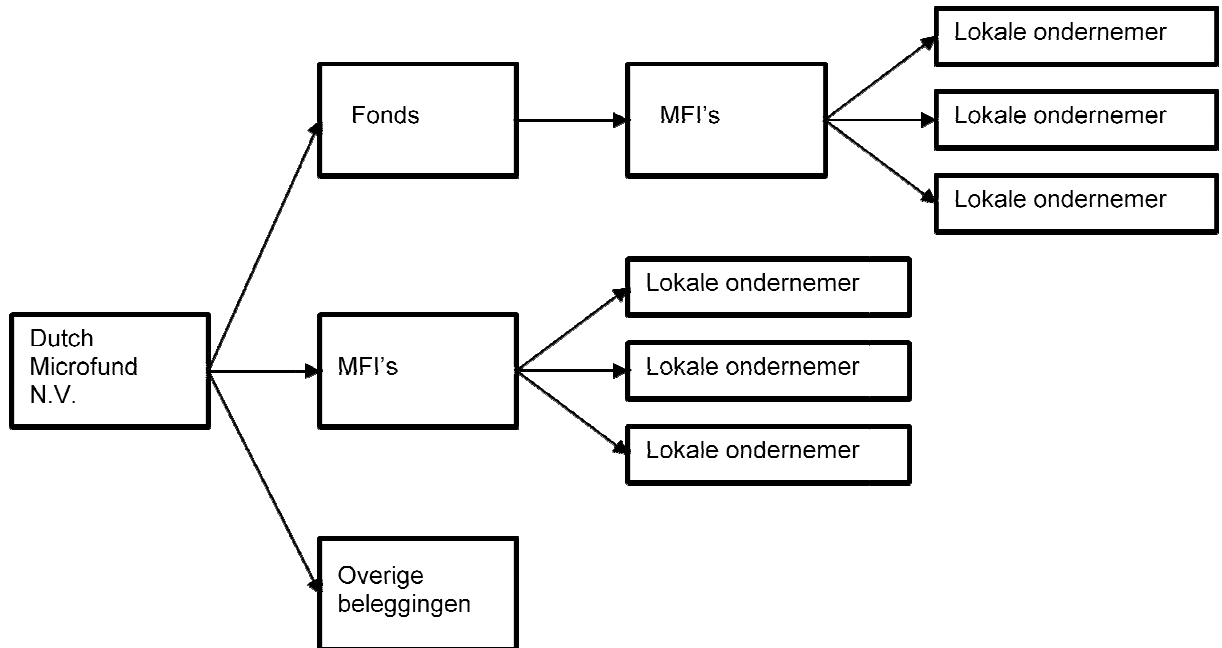 Lokale ondernemer
Fonds
MFI's
Lokale ondernemer
Lokale ondernemer
Lokale ondernemer
Dutch
Microfund
N.V.
MFI's
Lokale ondernemer
Lokale ondernemer
Overige
beleggingen